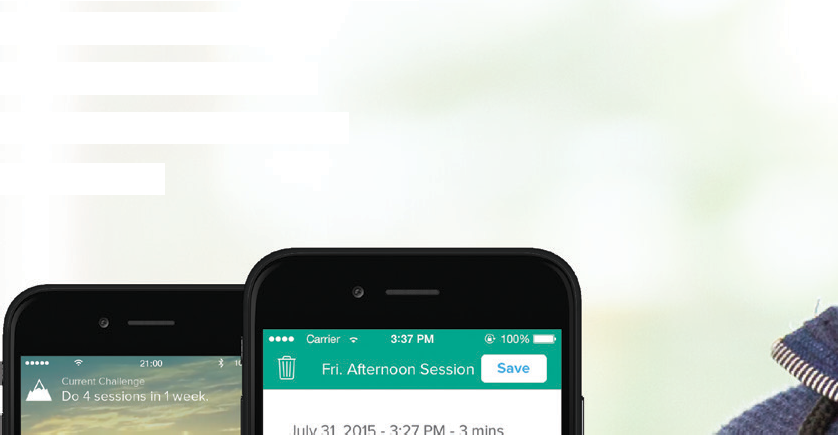 Carrier 3:37 PM 100%
Fri. Afternoon Session Save
July 31, 2015 - 3:27 PM - 3 mins
21:00
Current Challenge
Do 4 sessions in 1 week.